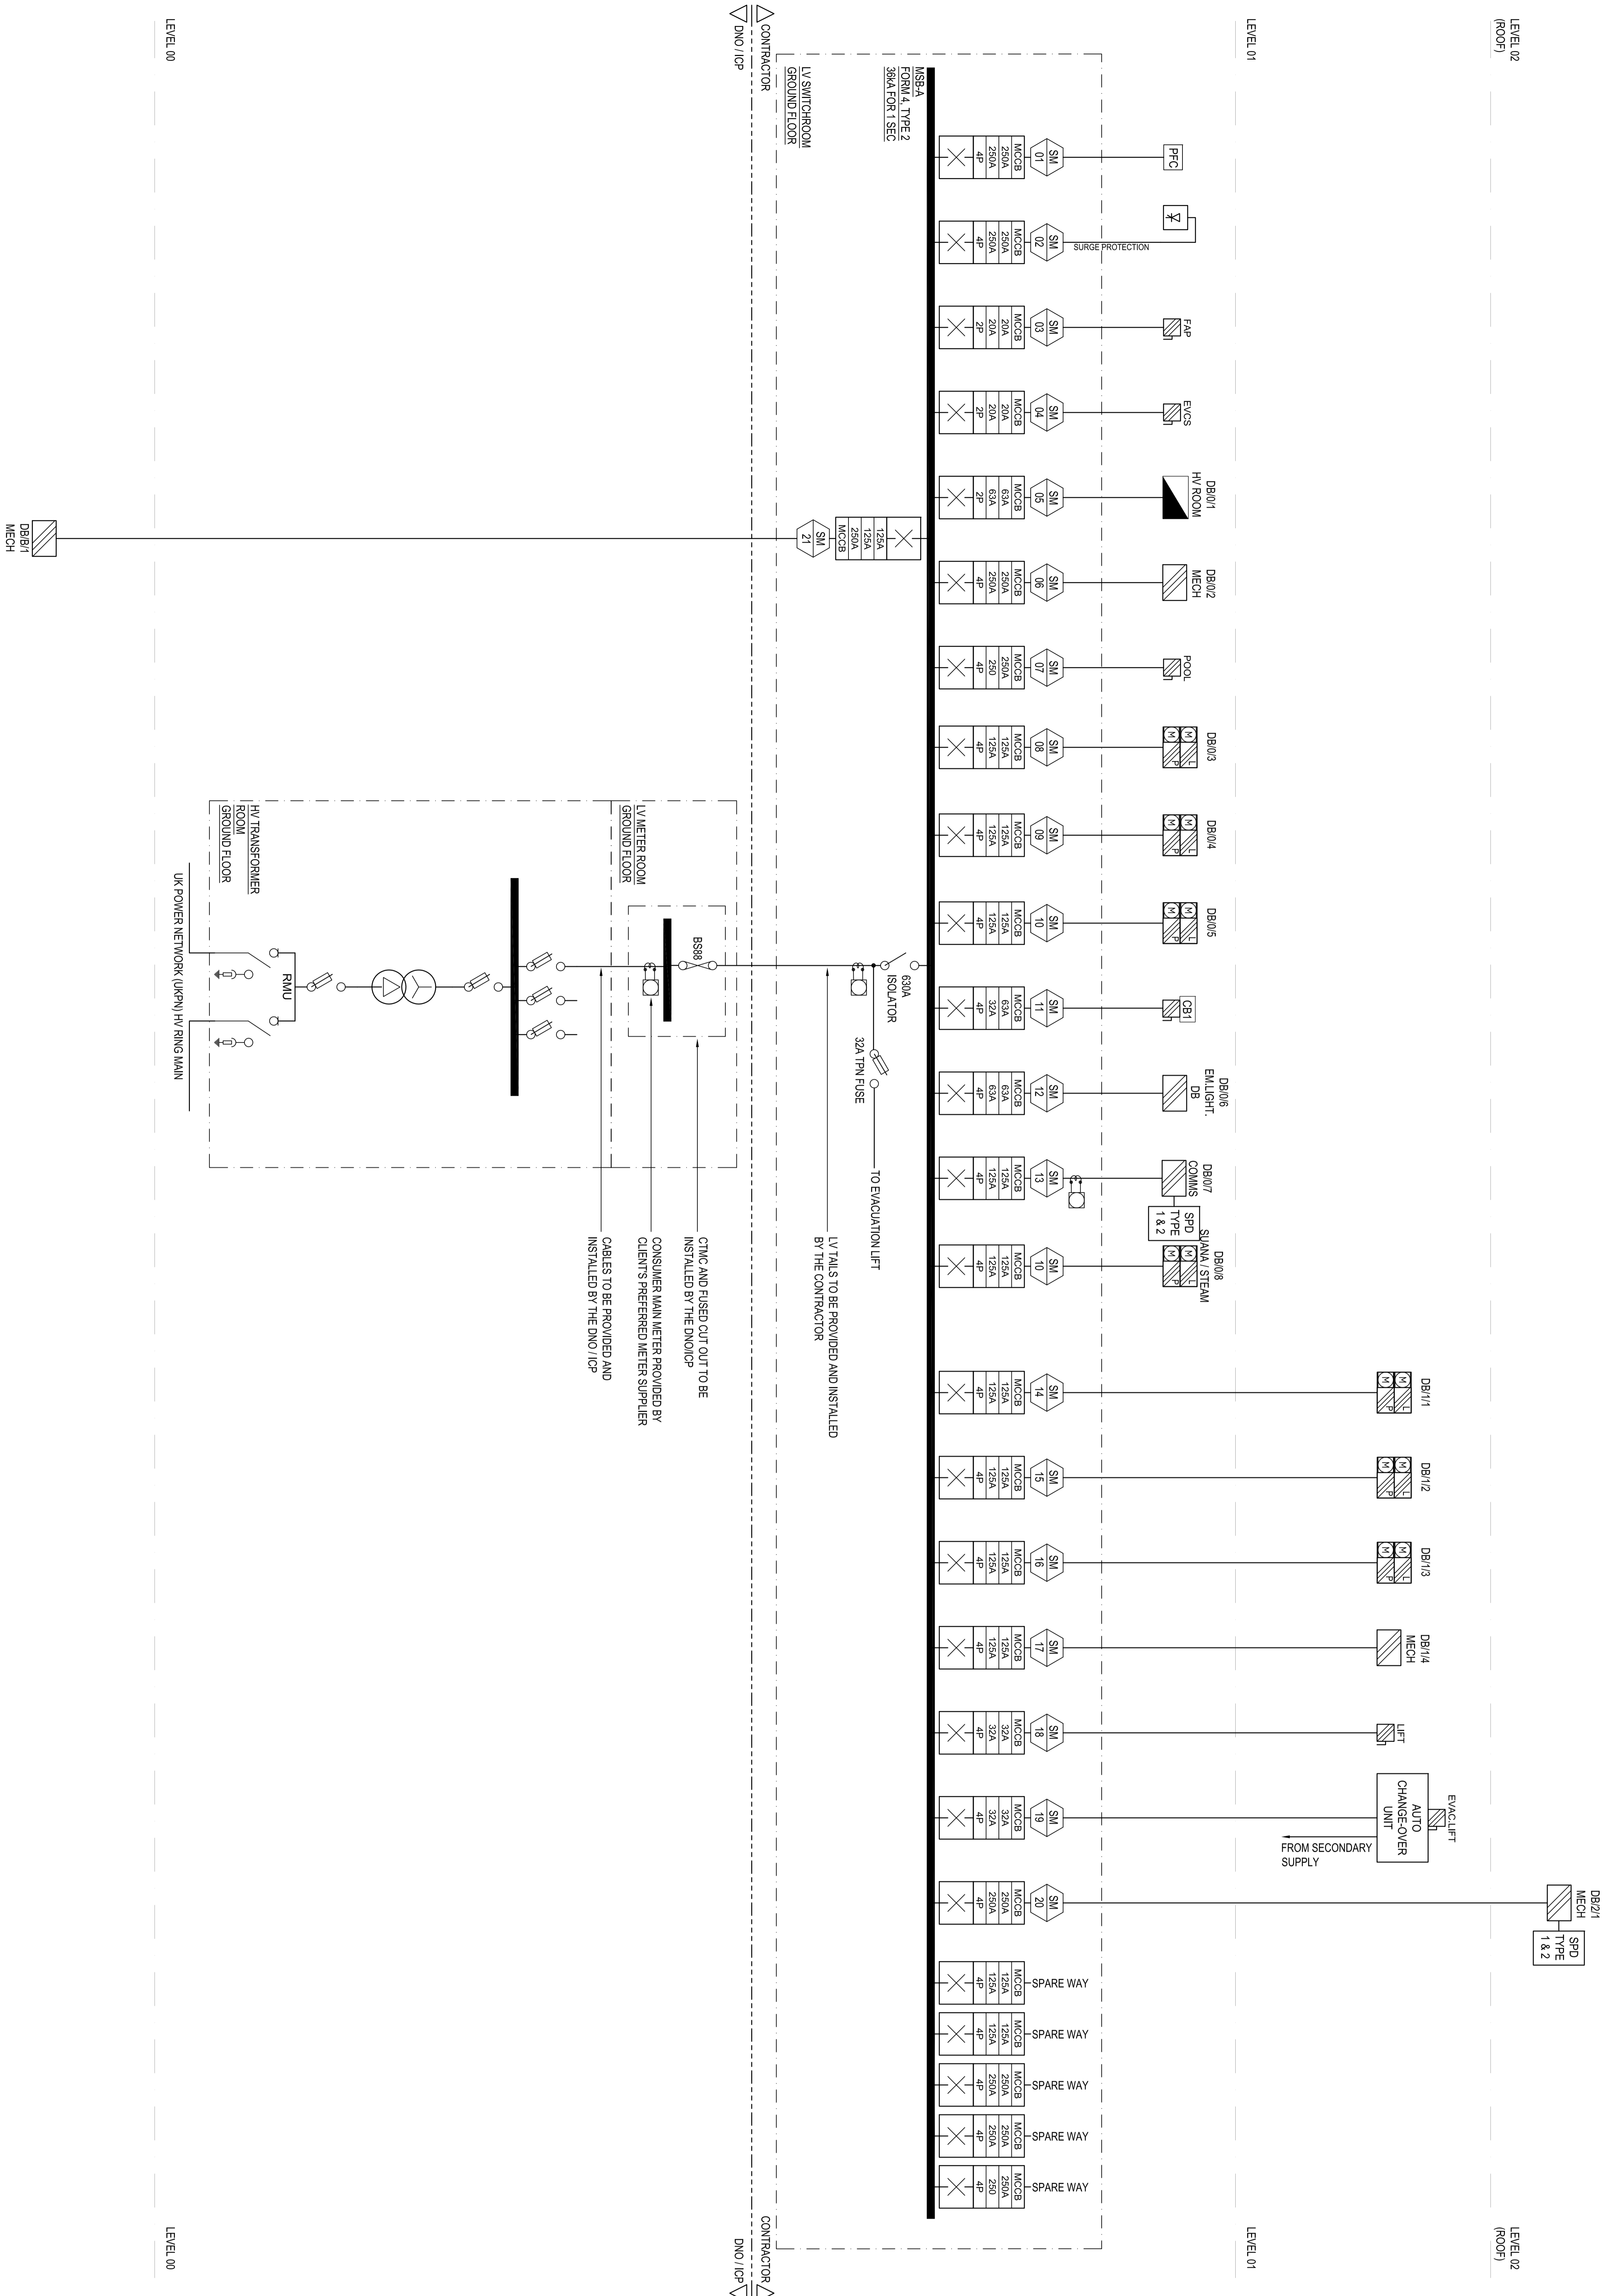 LEVEL 02
(ROOF)
LEVEL 02
(ROOF)
LEVEL 01
LEVEL 01
LEVEL 00
LEVEL 00
CONTRACTOR
DNO / ICP
CONTRACTOR
DNO / ICP
MSB-A
FORM 4, TYPE 2
36kA FOR 1 SEC
LV SWITCHROOM
GROUND FLOOR
PFC
SM
01
MCCB
250A
250A
4P
SURGE PROTECTION
SM
02
MCCB
250A
250A
4P
FAP
SM
03
MCCB
20A
20A
2P
EVCS
SM
04
MCCB
20A
20A
2P
DB/0/1
HV ROOM
SM
05
MCCB
63A
63A
2P
DB/0/2
MECH
SM
06
MCCB
250A
250A
4P
POOL
SM
07
MCCB
250A
250
4P
DB/0/3
M
L
M
P
SM
08
MCCB
125A
125A
4P
DB/0/4
M
L
M
P
SM
09
MCCB
125A
125A
4P
DB/0/5
M
L
M
P
SM
10
MCCB
125A
125A
4P
CB1
SM
11
MCCB
63A
32A
4P
DB/0/6
EM.LIGHT.
DB
SM
12
MCCB
63A
63A
4P
DB/0/7
COMMS
SPD
TYPE
1 & 2
SM
13
MCCB
125A
125A
4P
DB/0/8
SUANA / STEAM
M
L
M
P
SM
10
MCCB
125A
125A
4P
DB/1/1
M
L
M
P
SM
14
MCCB
125A
125A
4P
DB/1/2
M
L
M
P
SM
15
MCCB
125A
125A
4P
DB/1/3
M
L
M
P
SM
16
MCCB
125A
125A
4P
DB/1/4
MECH
SM
17
MCCB
125A
125A
4P
LIFT
SM
18
MCCB
32A
32A
4P
EVAC.LIFT
AUTO
CHANGE-OVER
UNIT
FROM SECONDARY
SUPPLY
SM
19
MCCB
32A
32A
4P
DB/2/1
MECH
SPD
TYPE
1 & 2
SM
20
MCCB
250A
250A
4P
SPARE WAY
MCCB
125A
125A
4P
SPARE WAY
MCCB
125A
125A
4P
SPARE WAY
MCCB
250A
250A
4P
SPARE WAY
MCCB
250A
250A
4P
SPARE WAY
MCCB
250A
250
4P
125A
125A
250A
MCCB
SM
21
DB/B/1
MECH
630A
ISOLATOR
32A TPN FUSE
TO EVACUATION LIFT
LV TAILS TO BE PROVIDED AND INSTALLED
BY THE CONTRACTOR
BS88
LV METER ROOM
GROUND FLOOR
CTMC AND FUSED CUT OUT TO BE
INSTALLED BY THE DNO/ICP
CONSUMER MAIN METER PROVIDED BY
CLIENT'S PREFERRED METER SUPPLIER
CABLES TO BE PROVIDED AND
INSTALLED BY THE DNO / ICP
HV TRANSFORMER
ROOM
GROUND FLOOR
RMU
UK POWER NETWORK (UKPN) HV RING MAIN